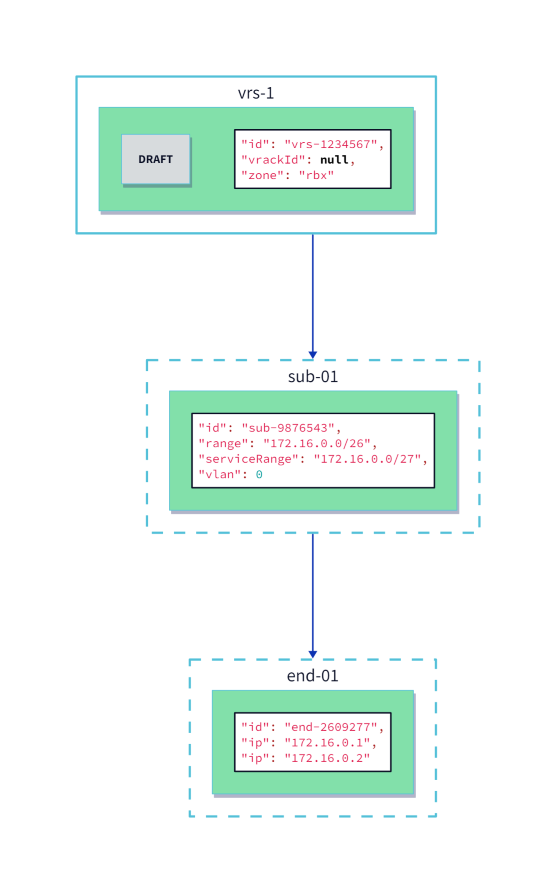 vrs-1
DRAFT
"id": "vrs-1234567",
"vrackId": null,
"zone": "rbx"
sub-01
"id": "sub-9876543",
"range": "172.16.0.0/26",
"serviceRange": "172.16.0.0/27",
"vlan": 0
end-01
"id": "end-2609277",
"ip": "172.16.0.1",
"ip": "172.16.0.2"